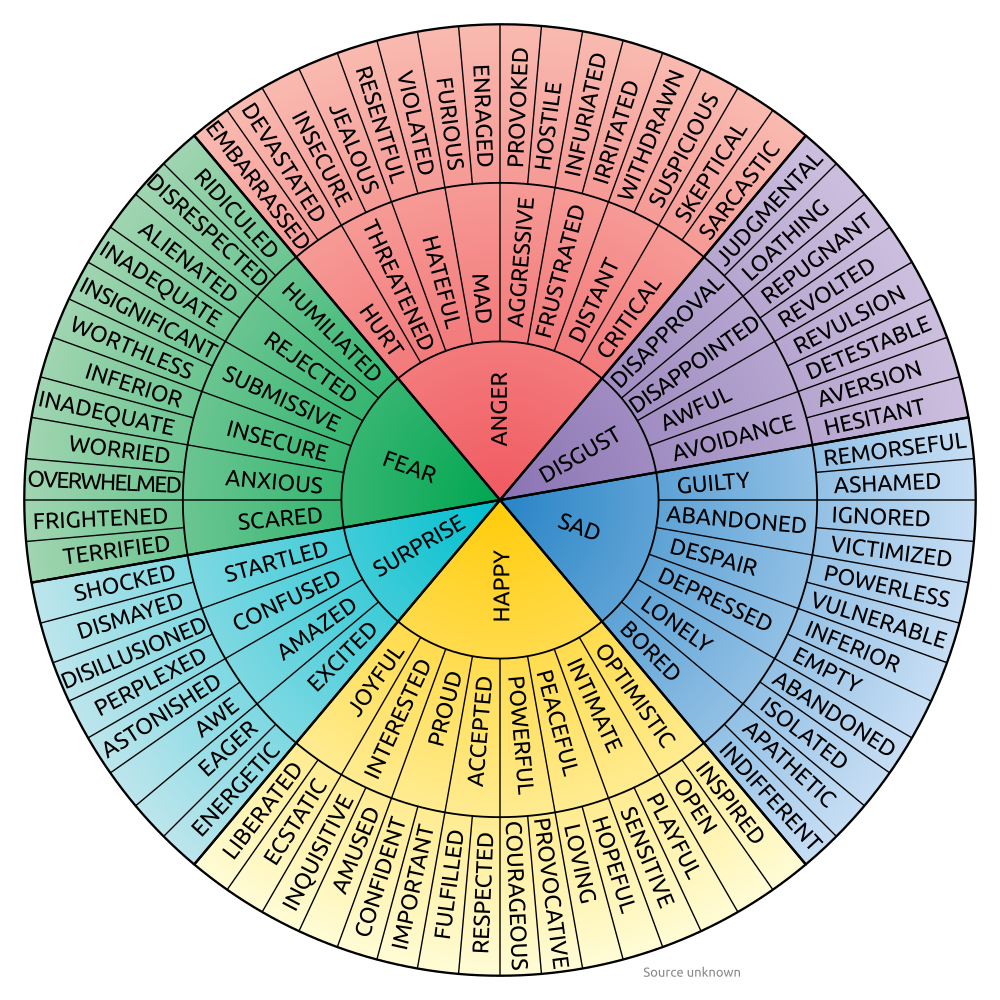 ANGER
HURT
THREATENED
HATEFUL
MAD
AGGRESSIVE
FRUSTRATED
DISTANT
CRITICAL
EMBARRASSED
DEVASTATED
INSECURE
JEALOUS
RESENTFUL
VIOLATED
FURIOUS
ENRAGED
PROVOKED
HOSTILE
INFURIATED
IRRITATED
WITHDRAWN
SUSPICIOUS
SKEPTICAL
SARCASTIC
DISGUST
DISAPPROVAL
DISAPPOINTED
AWFUL
AVOIDANCE
JUDGMENTAL
LOATHING
REPUGNANT
REVOLTED
REVULSION
DETESTABLE
AVERSION
HESITANT
SAD
GUILTY
ABANDONED
DESPAIR
DEPRESSED
LONELY
BORED
REMORSEFUL
ASHAMED
IGNORED
VICTIMIZED
POWERLESS
VULNERABLE
INFERIOR
EMPTY
ABANDONED
ISOLATED
APATHETIC
INDIFFERENT
HAPPY
OPTIMISTIC
INTIMATE
PEACEFUL
POWERFUL
ACCEPTED
PROUD
INTERESTED
JOYFUL
INSPIRED
OPEN
PLAYFUL
SENSITIVE
HOPEFUL
LOVING
PROVOCATIVE
COURAGEOUS
RESPECTED
FULFILLED
IMPORTANT
CONFIDENT
AMUSED
INQUISITIVE
ECSTATIC
LIBERATED
SURPRISE
EXCITED
AMAZED
CONFUSED
STARTLED
ENERGETIC
EAGER
AWE
ASTONISHED
PERPLEXED
DISILLUSIONED
DISMAYED
SHOCKED
FEAR
SCARED
ANXIOUS
INSECURE
SUBMISSIVE
REJECTED
HUMILIATED
TERRIFIED
FRIGHTENED
OVERWHELMED
WORRIED
INADEQUATE
INFERIOR
WORTHLESS
INSIGNIFICANT
INADEQUATE
ALIENATED
DISRESPECTED
RIDICULED
Source unknown